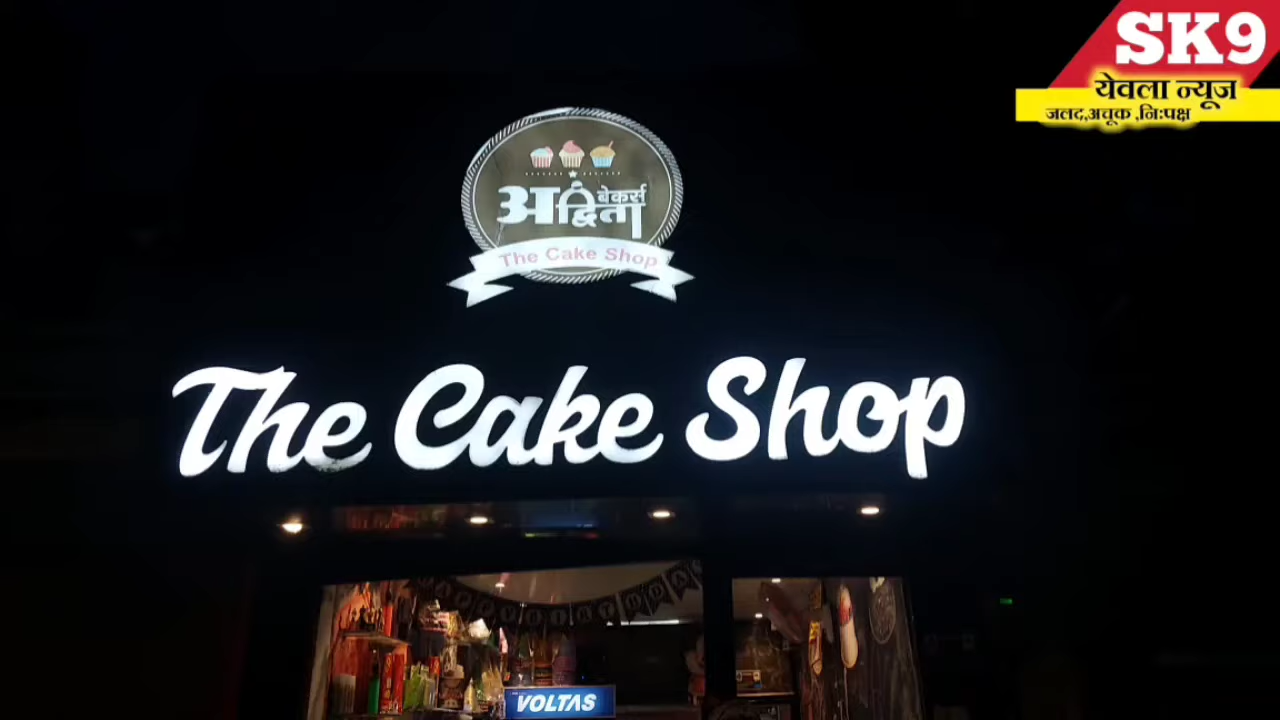 SK9
येवला न्यूज
जलद,अचूक ,नि:पक्ष
बेकर्स
अद्विता
The Cake Shop
The Cake Shop
VOLTAS